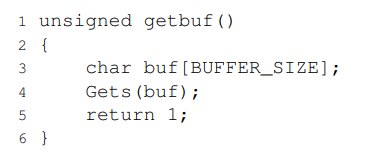 1 unsigned getbuf()
2 {
3     char buf[BUFFER_SIZE];
4     Gets(buf);
5     return 1;
6 }